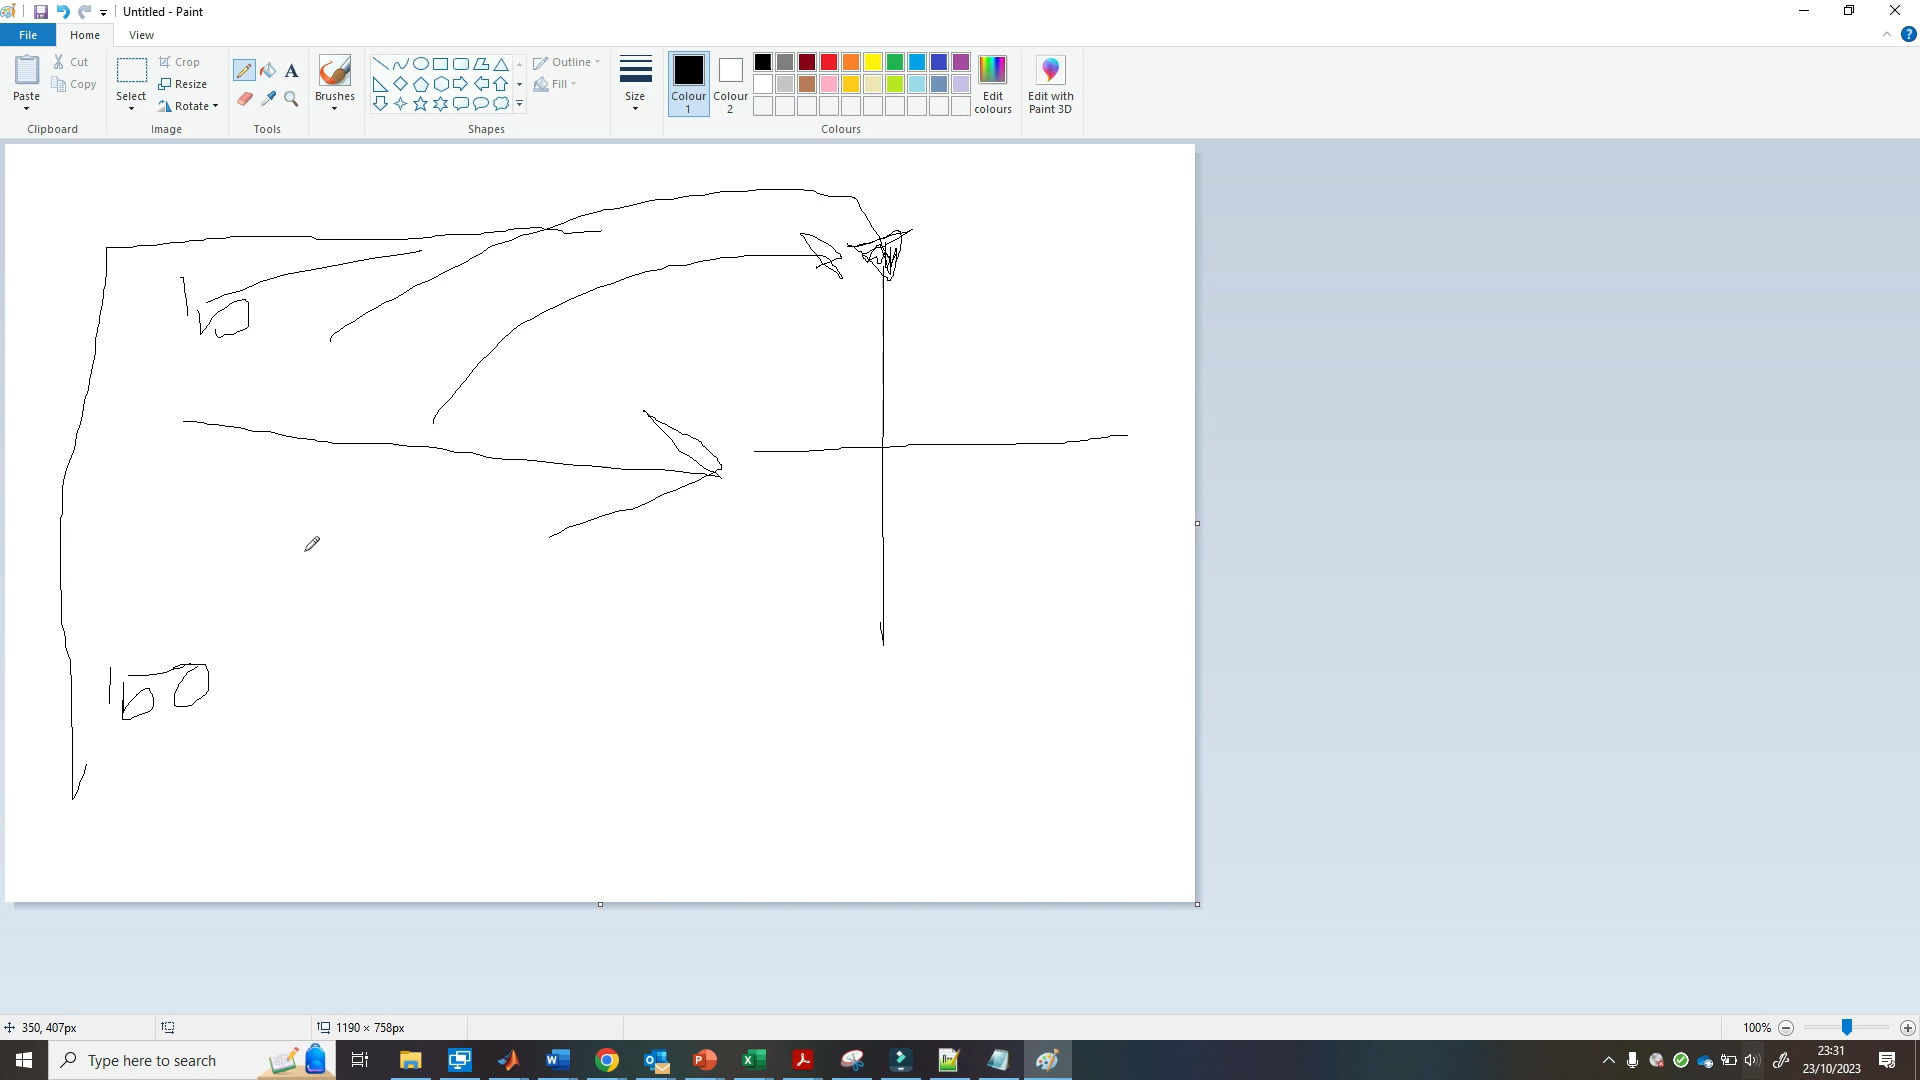 Untitled - Paint
File Home View
Paste
Cut
Copy
Clipboard
Select
Crop
Resize
Rotate
Image
Tools
Brushes
Shapes
Outline
Fill
Size
Colour 1
Colour 2
Edit colours
Edit with Paint 3D
Colours
350, 407px
1190 × 758px
100%
Type here to search
23:31
23/10/2023